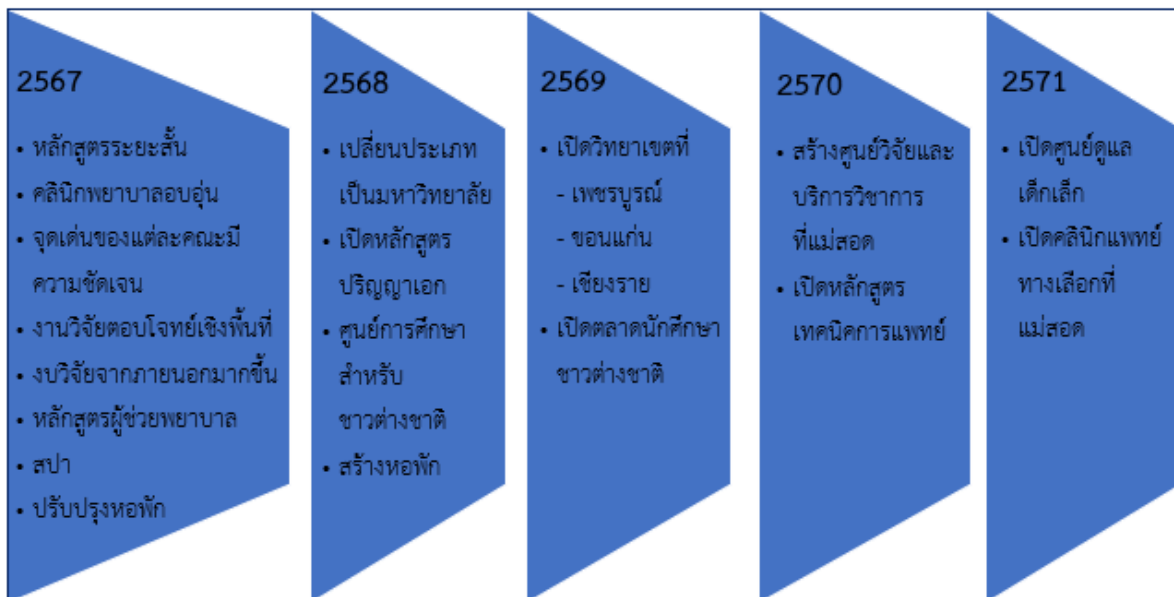 2567
• หลักสูตรระยะสั้น
• คลินิกพยาบาลอบอุ่น
• จุดเด่นของแต่ละคณะมี
ความชัดเจน
• งานวิจัยตอบโจทย์เชิงพื้นที่
• งบวิจัยจากภายนอกมากขึ้น
• หลักสูตรผู้ช่วยพยาบาล
• สปา
• ปรับปรุงหอพัก
2568
• เปลี่ยนประเภท
เป็นมหาวิทยาลัย
• เปิดหลักสูตร
ปริญญาเอก
• ศูนย์การศึกษา
สำหรับ
ชาวต่างชาติ
• สร้างหอพัก
2569
• เปิดวิทยาเขตที่
- เพชรบูรณ์
- ขอนแก่น
- เชียงราย
• เปิดตลาดนักศึกษา
ชาวต่างชาติ
2570
• สร้างศูนย์วิจัยและ
บริการวิชาการ
ที่แม่สอด
• เปิดหลักสูตร
เทคนิคการแพทย์
2571
• เปิดศูนย์ดูแล
เด็กเล็ก
• เปิดคลินิกแพทย์
ทางเลือกที่
แม่สอด